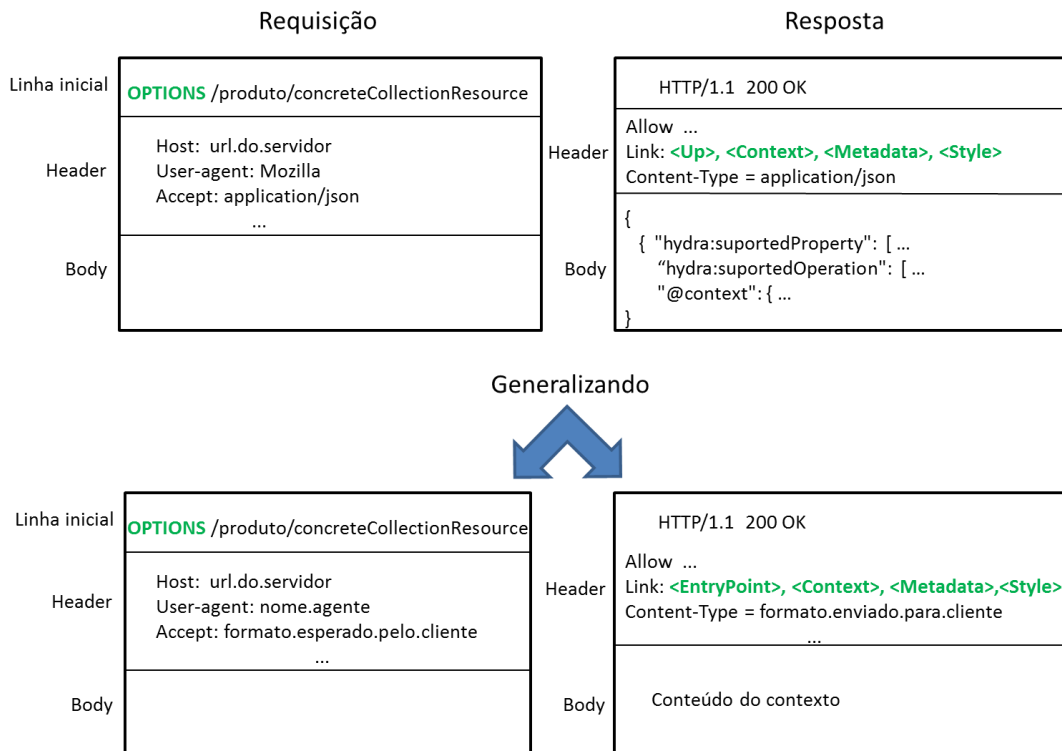 Requisição
Resposta
Linha inicial
OPTIONS /produto/concreteCollectionResource
Header
Host: url.do.servidor
User-agent: Mozilla
Accept: application/json
...
Body
HTTP/1.1 200 OK
Header
Allow ...
Link: <Up>, <Context>, <Metadata>, <Style>
Content-Type = application/json
Body
{
{ "hydra:suportedProperty": [ ...
“hydra:suportedOperation": [ ...
"@context": { ...
}
Generalizando
Linha inicial
OPTIONS /produto/concreteCollectionResource
Header
Host: url.do.servidor
User-agent: nome.agente
Accept: formato.esperado.pelo.cliente
...
Body
HTTP/1.1 200 OK
Header
Allow ...
Link: <EntryPoint>, <Context>, <Metadata>,<Style>
Content-Type = formato.enviado.para.cliente
...
Body
Conteúdo do contexto